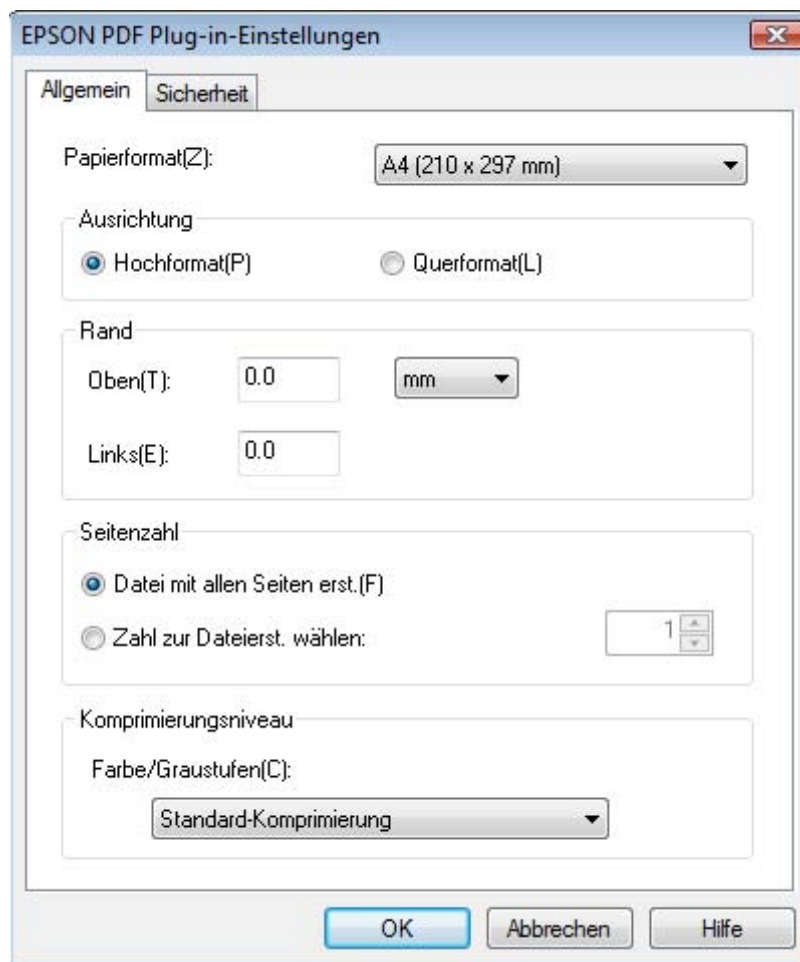 EPSON PDF Plug-in-Einstellungen
Allgemein Sicherheit
Papierformat(Z): A4 (210 x 297 mm)
Ausrichtung
Hochformat(P) Querformat(L)
Rand
Oben(T): 0.0 mm
Links(E): 0.0
Seitenzahl
Datei mit allen Seiten erst.(F)
Zahl zur Dateierst. wählen: 1
Komprimierungsniveau
Farbe/Graustufen(C):
Standard-Komprimierung
OK Abbrechen Hilfe